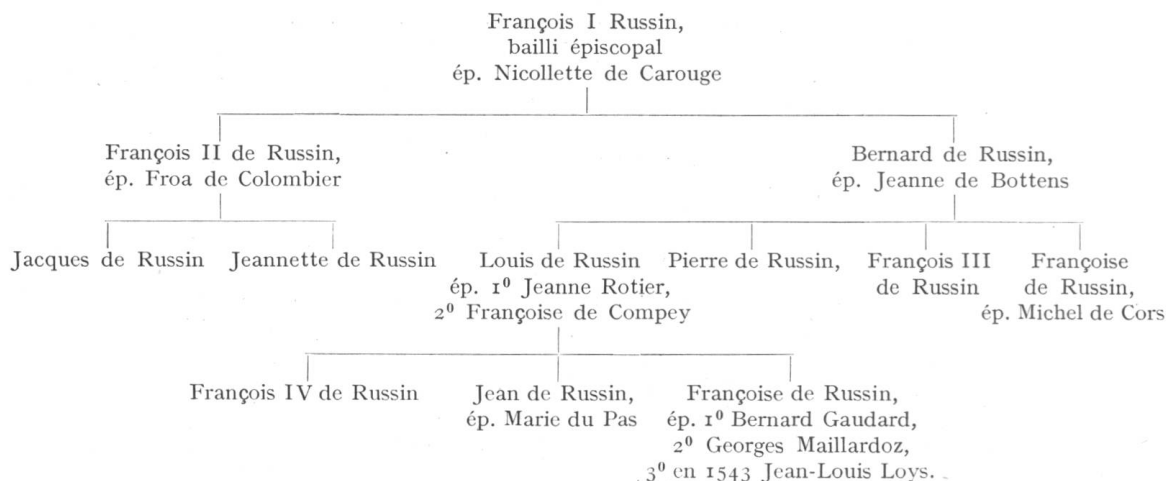 François I Russin,
bailli épiscopal
ép. Nicollette de Carouge
François II de Russin,
ép. Froa de Colombier
Bernard de Russin,
ép. Jeanne de Bottens
Jacques de Russin
Jeannette de Russin
Louis de Russin
ép. 1⁰ Jeanne Rotier,
2⁰ Françoise de Compey
Pierre de Russin,
François III
de Russin
Françoise
de Russin,
ép. Michel de Cors
François IV de Russin
Jean de Russin,
ép. Marie du Pas
Françoise de Russin,
ép. 1⁰ Bernard Gaudard,
2⁰ Georges Maillardoz,
3⁰ en 1543 Jean-Louis Loys.